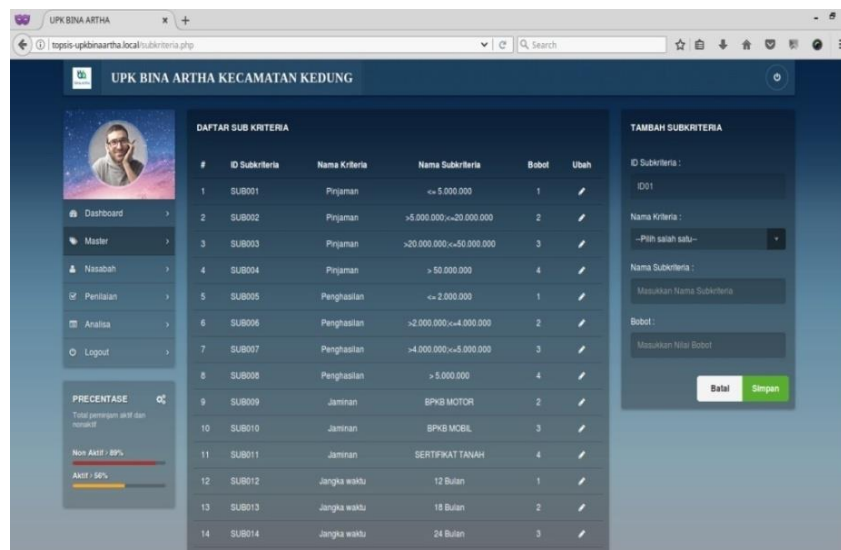 UPK BINA ARTHA
topsis-upkbinaartha.local/subkriteria.php
Search
UPK BINA ARTHA KECAMATAN KEDUNG
Dashboard
Master
Nasabah
Penilaian
Analisa
Logout
PRECENTASE
Total peminjam aktif dan
nonaktif
Non Aktif : 89%
Aktif : 56%
DAFTAR SUB KRITERIA
# ID Subkriteria Nama Kriteria Nama Subkriteria Bobot Ubah
1 SUB001 Pinjaman <= 5.000.000 1
2 SUB002 Pinjaman >5.000.000;<=20.000.000 2
3 SUB003 Pinjaman >20.000.000;<=50.000.000 3
4 SUB004 Pinjaman > 50.000.000 4
5 SUB005 Penghasilan <= 2.000.000 1
6 SUB006 Penghasilan >2.000.000;<=4.000.000 2
7 SUB007 Penghasilan >4.000.000;<=5.000.000 3
8 SUB008 Penghasilan > 5.000.000 4
9 SUB009 Jaminan BPKB MOTOR 2
10 SUB010 Jaminan BPKB MOBIL 3
11 SUB011 Jaminan SERTIFIKAT TANAH 4
12 SUB012 Jangka waktu 12 Bulan 1
13 SUB013 Jangka waktu 18 Bulan 2
14 SUB014 Jangka waktu 24 Bulan 3
TAMBAH SUBKRITERIA
ID Subkriteria :
ID01
Nama Kriteria :
--Pilih salah satu--
Nama Subkriteria :
Masukkan Nama Subkriteria
Bobot :
Masukkan Nilai Bobot
Batal Simpan